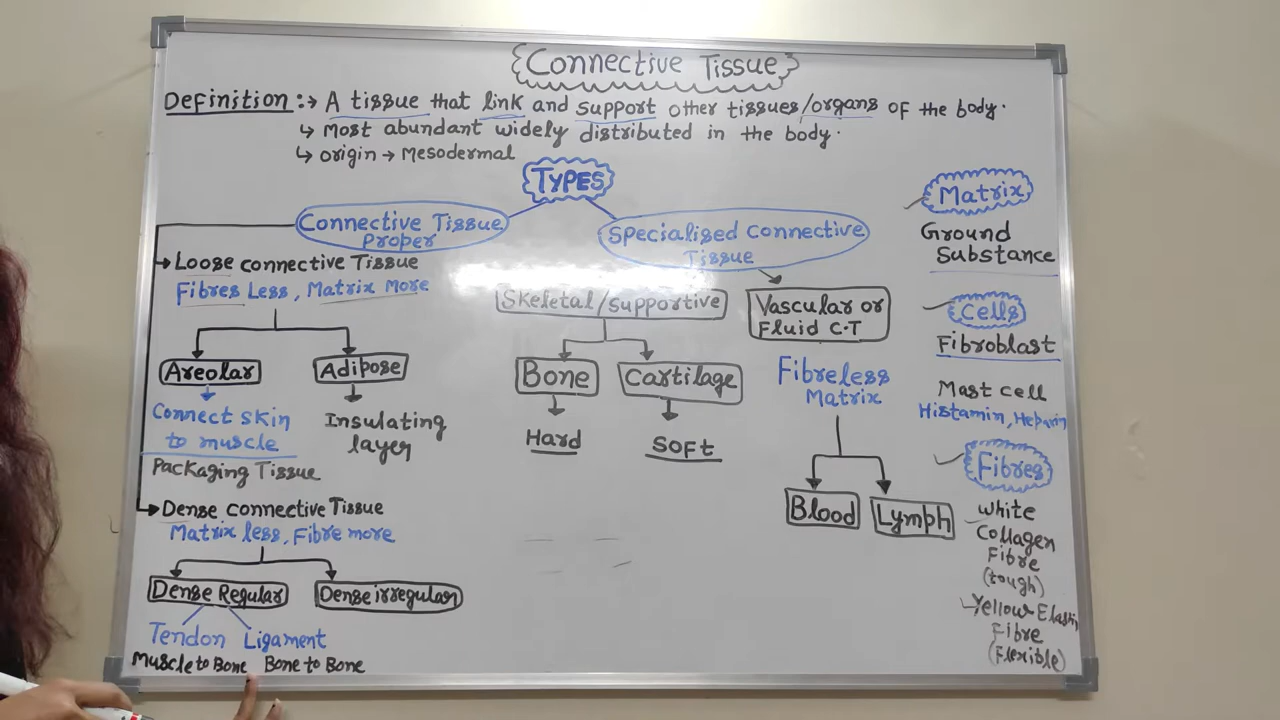 Connective Tissue
Definition :→ A tissue that link and support other tissues/organs of the body.
↳ Most abundant widely distributed in the body.
↳ origin → Mesodermal
TYPES
Connective Tissue
Proper
Loose connective Tissue
Fibres Less, Matrix More
Areolar
Connect skin
to muscle
Packaging Tissue
Adipose
Insulating
layer
Dense connective Tissue
Matrix less, Fibre more
Dense Regular
Dense irregular
Tendon
Ligament
Muscle to Bone
Bone to Bone
Specialised Connective
Tissue
Skeletal/supportive
Bone
Hard
Cartilage
SOFT
Vascular or
Fluid C.T
Fibreless
Matrix
Blood
Lymph
Matrix
Ground
Substance
Cells
Fibroblast
Mast cell
Histamin, Heparin
Fibres
white
Collagen
Fibre
(tough)
Yellow Elastin
Fibre
(Flexible)